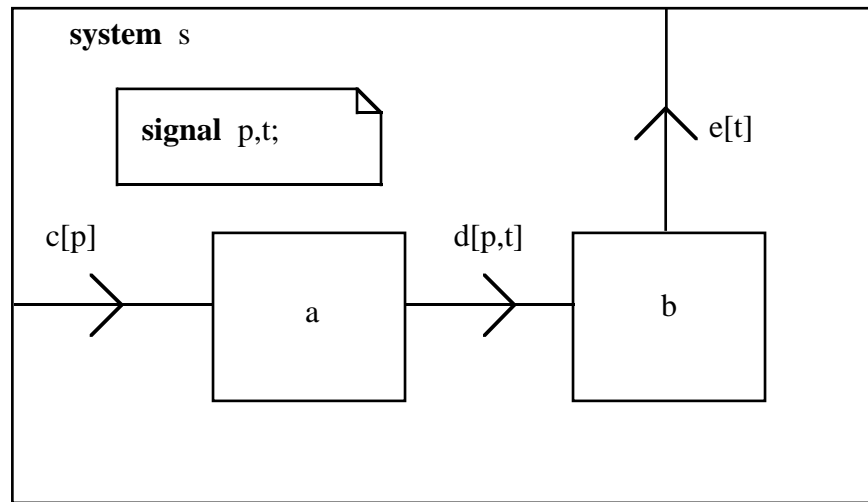 system s
signal p,t;
e[t]
c[p]
d[p,t]
a
b